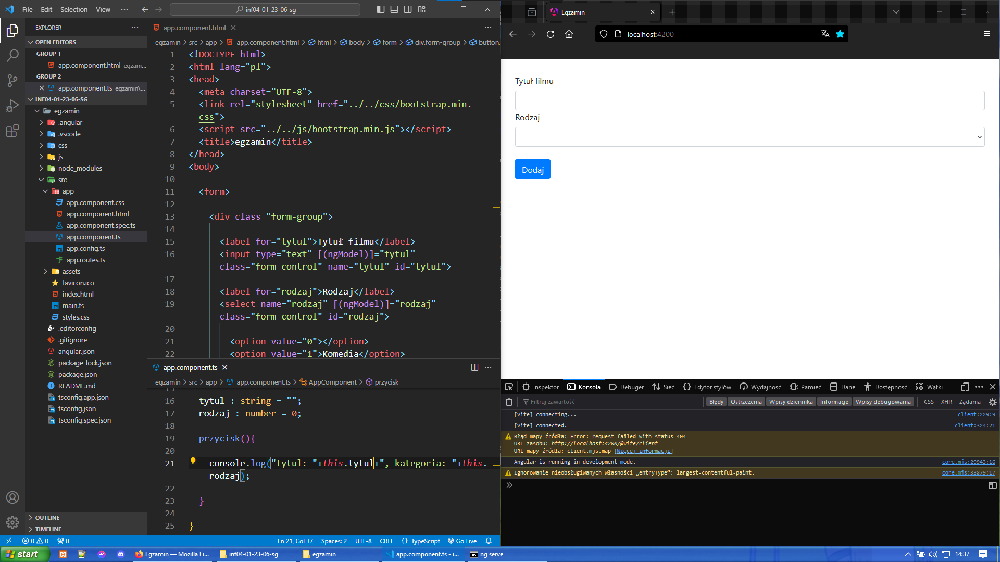 File Edit Selection View ··· inf04-01-23-06-sg
EXPLORER
OPEN EDITORS
GROUP 1
app.component.html egzam...
GROUP 2
app.component.ts egzamin\...
INF04-01-23-06-SG
egzamin
.angular
.vscode
css
js
node_modules
src
app
app.component.css
app.component.html
app.component.spec.ts
app.component.ts
app.config.ts
app.routes.ts
assets
favicon.ico
index.html
main.ts
styles.css
.editorconfig
.gitignore
angular.json
package-lock.json
package.json
README.md
tsconfig.app.json
tsconfig.json
tsconfig.spec.json
OUTLINE
TIMELINE
app.component.html
egzamin > src > app > app.component.html > html > body > form > div.form-group > button.
1 <!DOCTYPE html>
2 <html lang="pl">
3 <head>
4 <meta charset="UTF-8">
5 <link rel="stylesheet" href="../../css/bootstrap.min.
css">
6 <script src="../../js/bootstrap.min.js"></script>
7 <title>egzamin</title>
8 </head>
9 <body>
10
11 <form>
12
13 <div class="form-group">
14
15 <label for="tytul">Tytuł filmu</label>
16 <input type="text" [(ngModel)]="tytul"
class="form-control" name="tytul" id="tytul">
17
18 <label for="rodzaj">Rodzaj</label>
19 <select name="rodzaj" [(ngModel)]="rodzaj"
class="form-control" id="rodzaj">
20
21 <option value="0"></option>
22 <option value="1">Komedia</option>
app.component.ts
egzamin > src > app > app.component.ts > AppComponent > przycisk
15
16 tytul : string = "";
17 rodzaj : number = 0;
18
19 przycisk(){
20
21 console.log("tytul: "+this.tytul+", kategoria: "+this.
rodzaj);
22
23 }
24
25 }
0 0 0 Ln 21, Col 37 Spaces: 2 UTF-8 CRLF {} TypeScript Go Live
Egzamin
localhost:4200
Tytuł filmu
Rodzaj
Dodaj
Inspektor Konsola Debuger Sieć Edytor stylów Wydajność Pamięć Dane Dostępność Wątki
Filtruj zawartość Błędy Ostrzeżenia Wpisy dziennika Informacje Wpisy debugowania CSS XHR Żądania
[vite] connecting... client:229:9
[vite] connected. client:324:21
Błąd mapy źródła: Error: request failed with status 404
URL zasobu: http://localhost:4200/@vite/client
URL mapy źródła: client.mjs.map [Więcej informacji]
Angular is running in development mode. core.mjs:29943:16
Ignorowanie nieobsługiwanych własności „entryType”: largest-contentful-paint. core.mjs:33879:17
start Egzamin — Mozilla Fi... inf04-01-23-06-sg egzamin app.component.ts - i... ng serve 14:37